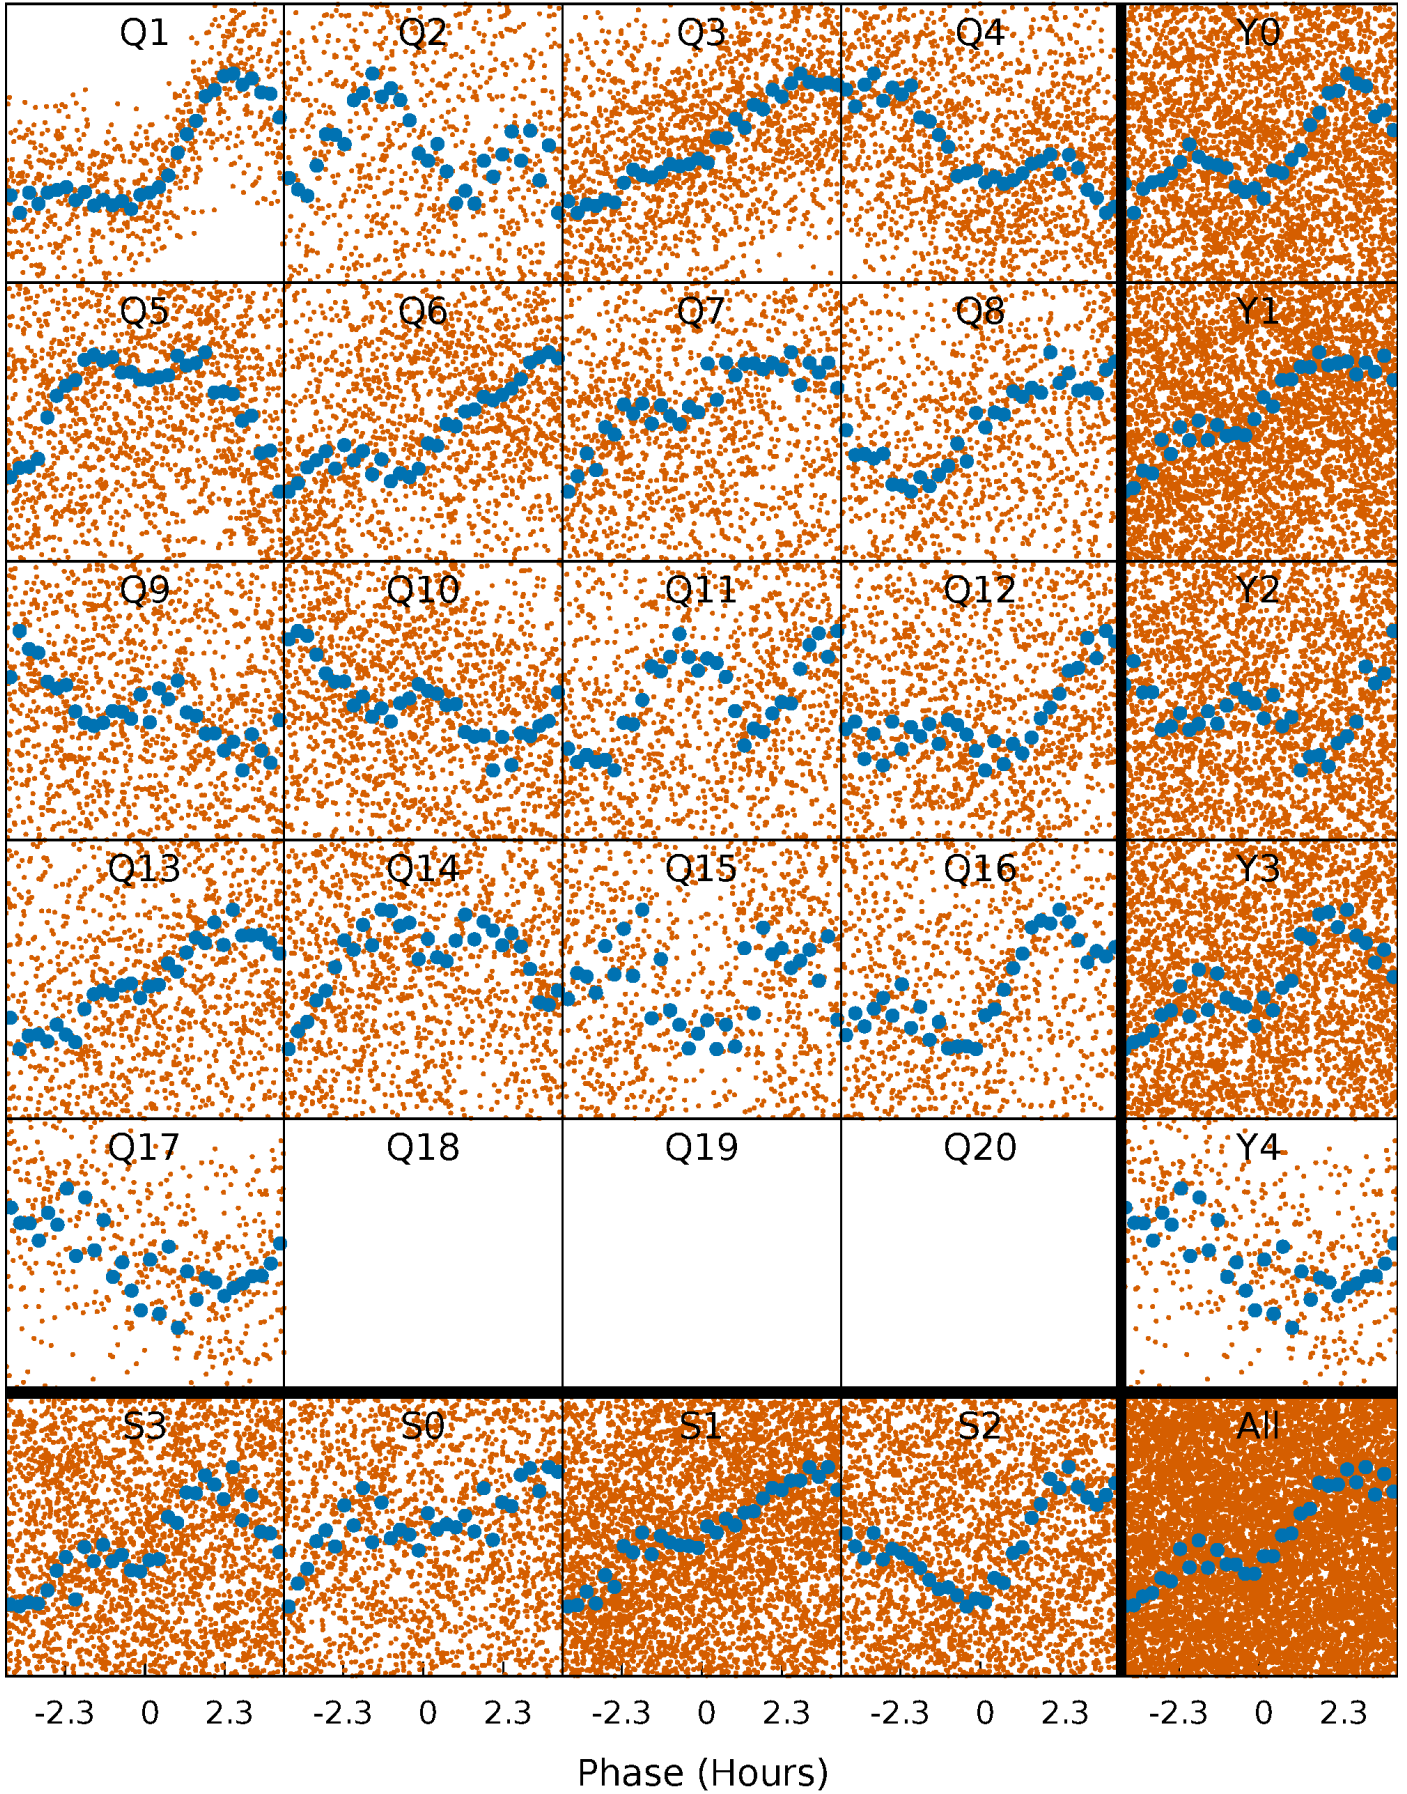 Q1 Q2 Q3 Q4 Y0
Q5 Q6 Q7 Q8 Y1
Q9 Q10 Q11 Q12 Y2
Q13 Q14 Q15 Q16 Y3
Q17 Q18 Q19 Q20 Y4
S3 S0 S1 S2 All
-2.3 0 2.3 -2.3 0 2.3 -2.3 0 2.3 -2.3 0 2.3 -2.3 0 2.3
Phase (Hours)